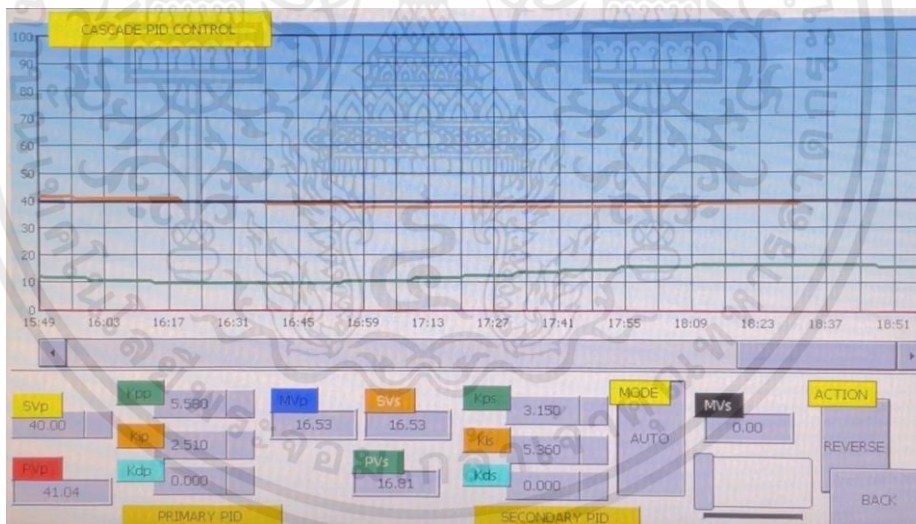 CASCADE PID CONTROL
100
90
80
70
60
50
40
30
20
10
0
15:49 16:03 16:17 16:31 16:45 16:59 17:13 17:27 17:41 17:55 18:09 18:23 18:37 18:51
SVp
40.00
PVp
41.04
Kpp
5.580
Kip
2.510
Kdp
0.000
MVp
16.53
SVs
16.53
PVs
16.81
Kps
3.150
Kis
5.360
Kds
0.000
MODE
AUTO
MVs
0.00
ACTION
REVERSE
BACK
PRIMARY PID
SECONDARY PID